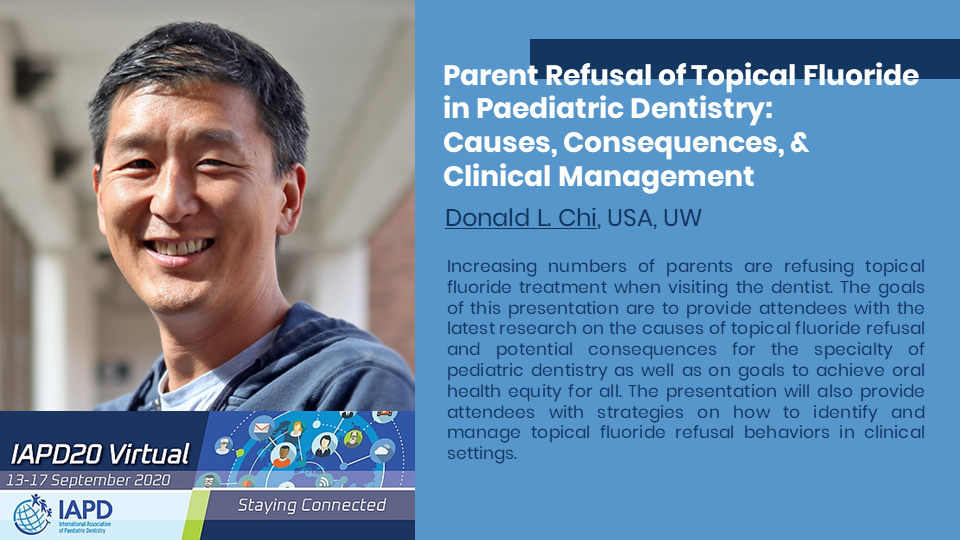 Parent Refusal of Topical Fluoride
in Paediatric Dentistry:
Causes, Consequences, &
Clinical Management
Donald L. Chi, USA, UW
Increasing numbers of parents are refusing topical
fluoride treatment when visiting the dentist. The goals
of this presentation are to provide attendees with the
latest research on the causes of topical fluoride refusal
and potential consequences for the specialty of
pediatric dentistry as well as on goals to achieve oral
health equity for all. The presentation will also provide
attendees with strategies on how to identify and
manage topical fluoride refusal behaviors in clinical
settings.
IAPD20 Virtual
13-17 September 2020
Staying Connected
IAPD
International Association
of Paediatric Dentistry